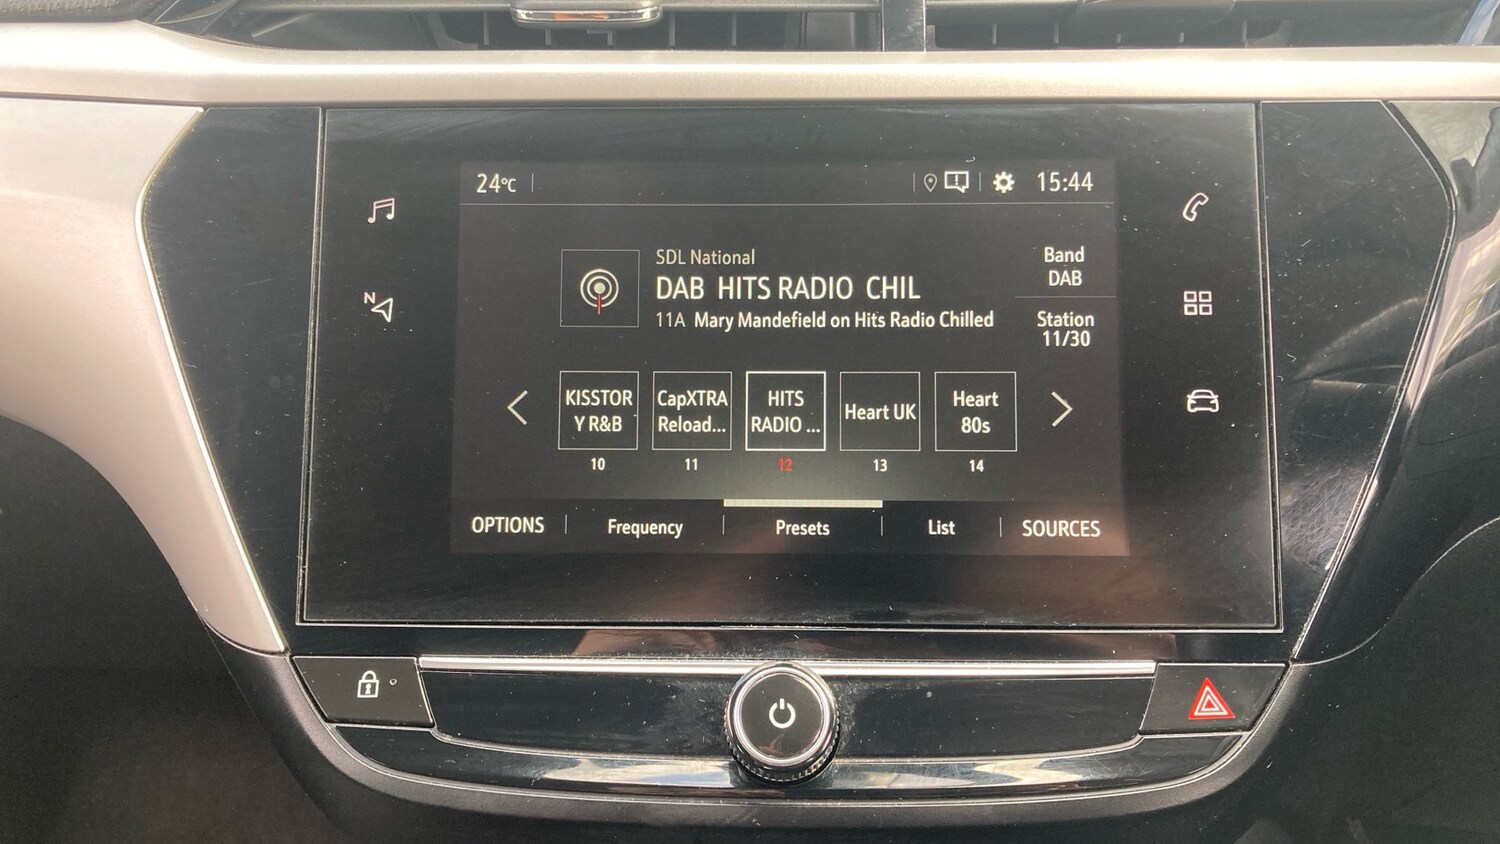 24°C
15:44
SDL National
DAB HITS RADIO CHIL
11A Mary Mandefield on Hits Radio Chilled
Band
DAB
Station
11/30
KISSTOR
Y R&B
10
CapXTRA
Reload...
11
HITS
RADIO ...
12
Heart UK
13
Heart
80s
14
OPTIONS
Frequency
Presets
List
SOURCES
N